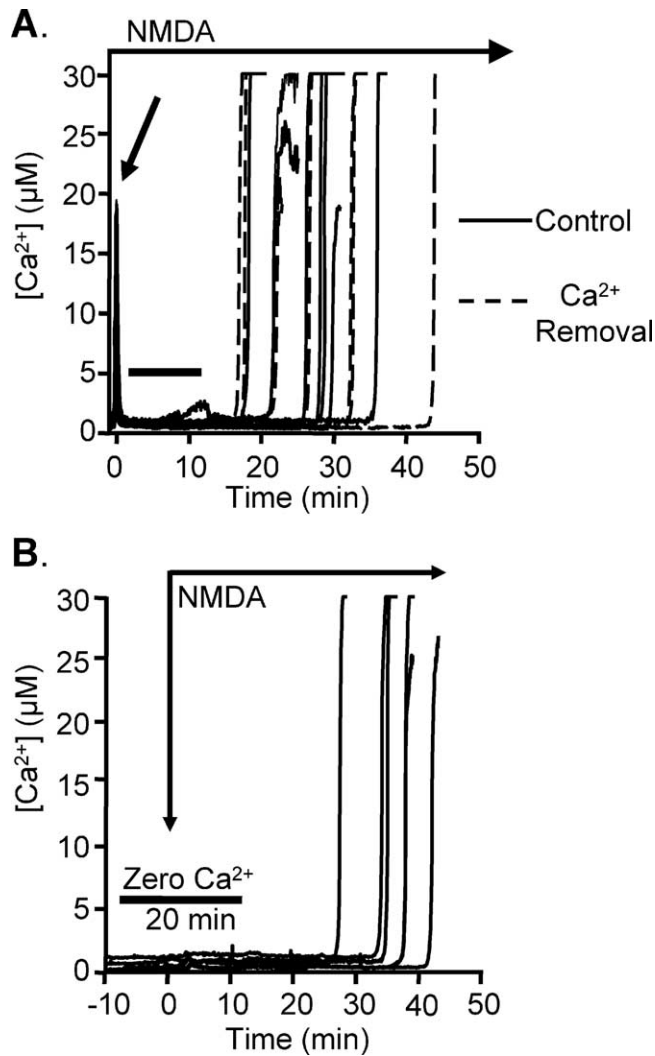 A.
NMDA
30
25
20
15
10
5
0
[Ca²⁺] (µM)
0 10 20 30 40 50
Time (min)
Control
Ca²⁺
Removal
B.
NMDA
30
25
20
15
10
5
0
[Ca²⁺] (µM)
Zero Ca²⁺
20 min
-10 0 10 20 30 40 50
Time (min)